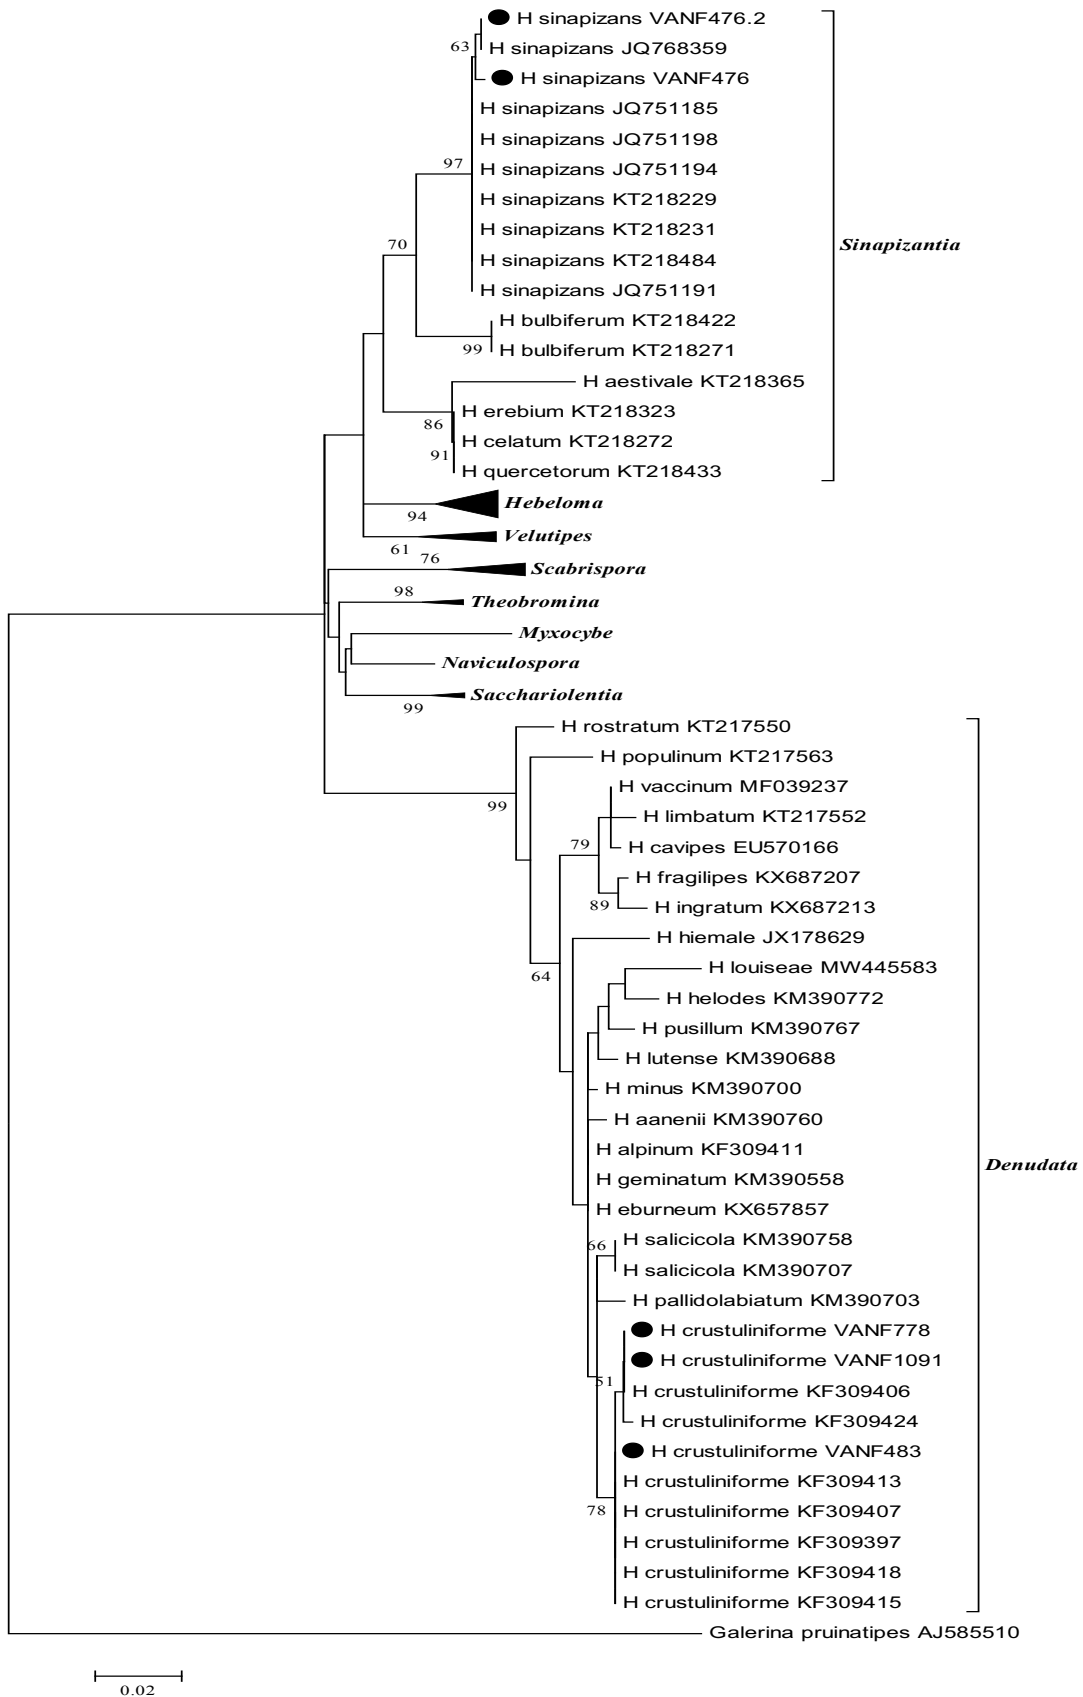 H sinapizans VANF476.2
63
H sinapizans JQ768359
H sinapizans VANF476
H sinapizans JQ751185
H sinapizans JQ751198
97
H sinapizans JQ751194
H sinapizans KT218229
H sinapizans KT218231
70
Sinapizantia
H sinapizans KT218484
H sinapizans JQ751191
H bulbiferum KT218422
99
H bulbiferum KT218271
H aestivale KT218365
H erebium KT218323
86
H celatum KT218272
91
H quercetorum KT218433
Hebeloma
94
Velutipes
61
76
Scabrispora
98
Theobromina
Myxocybe
Naviculospora
Sacchariolentia
99
H rostratum KT217550
H populinum KT217563
H vaccinum MF039237
99
H limbatum KT217552
79
H cavipes EU570166
H fragilipes KX687207
89
H ingratum KX687213
H hiemale JX178629
H louiseae MW445583
64
H helodes KM390772
H pusillum KM390767
H lutense KM390688
H minus KM390700
H aanenii KM390760
H alpinum KF309411
Denudata
H geminatum KM390558
H eburneum KX657857
H salicicola KM390758
66
H salicicola KM390707
H pallidolabiatum KM390703
H crustuliniforme VANF778
H crustuliniforme VANF1091
51
H crustuliniforme KF309406
H crustuliniforme KF309424
H crustuliniforme VANF483
H crustuliniforme KF309413
78
H crustuliniforme KF309407
H crustuliniforme KF309397
H crustuliniforme KF309418
H crustuliniforme KF309415
Galerina pruinatipes AJ585510
0.02